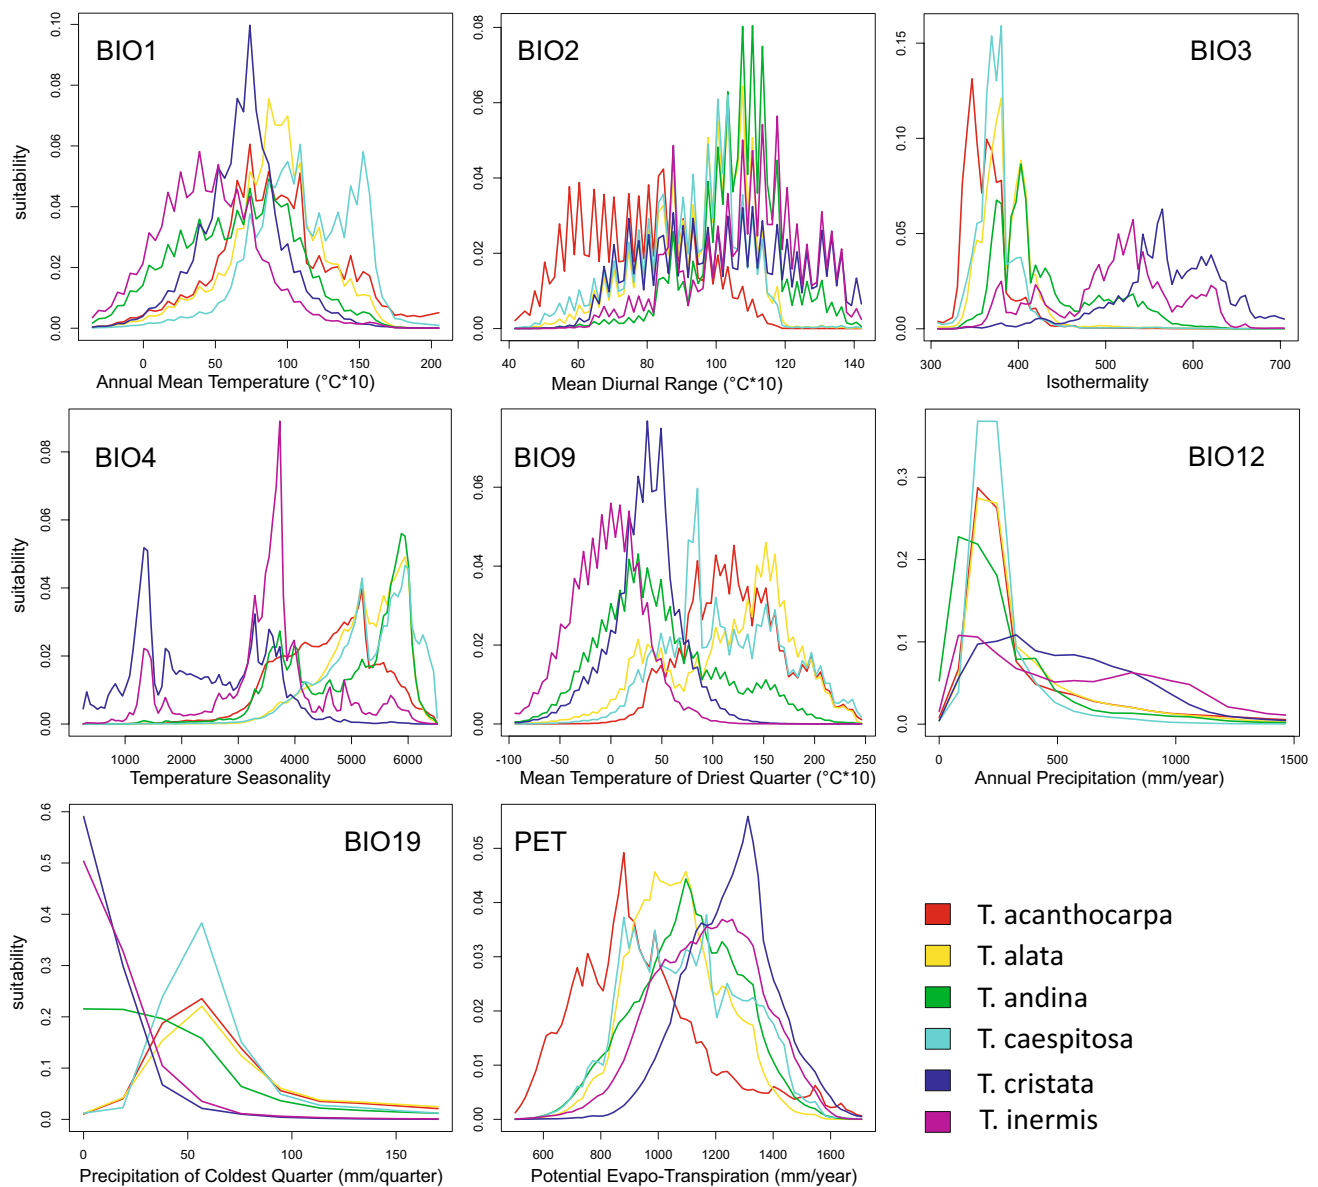 BIO1
suitability
0.00 0.02 0.04 0.06 0.08 0.10
0 50 100 150 200
Annual Mean Temperature (°C*10)
BIO2
0.00 0.02 0.04 0.06 0.08
40 60 80 100 120 140
Mean Diurnal Range (°C*10)
BIO3
0.00 0.05 0.10 0.15
300 400 500 600 700
Isothermality
BIO4
suitability
0.00 0.02 0.04 0.06 0.08
1000 2000 3000 4000 5000 6000
Temperature Seasonality
BIO9
0.00 0.02 0.04 0.06
-100 -50 0 50 100 150 200 250
Mean Temperature of Driest Quarter (°C*10)
BIO12
0.0 0.1 0.2 0.3
0 500 1000 1500
Annual Precipitation (mm/year)
BIO19
suitability
0.0 0.1 0.2 0.3 0.4 0.5 0.6
0 50 100 150
Precipitation of Coldest Quarter (mm/quarter)
PET
0.00 0.01 0.02 0.03 0.04 0.05
600 800 1000 1200 1400 1600
Potential Evapo-Transpiration (mm/year)
T. acanthocarpa
T. alata
T. andina
T. caespitosa
T. cristata
T. inermis